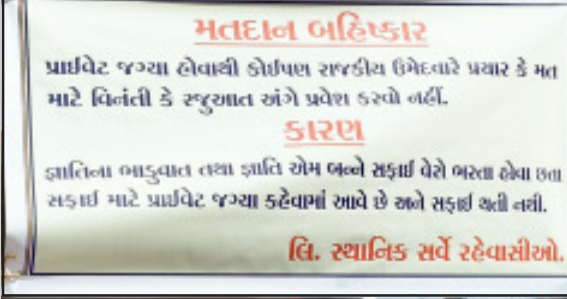 મતદાન બહિષ્કાર
પ્રાઈવેટ જગ્યા હોવાથી કોઈપણ રાજકીય ઉમેદવારે પ્રચાર કે મત
માટે વિનંતી કે રજુઆત અંગે પ્રવેશ કરવો નહીં.
કારણ
જ્ઞાતિના ભાડુવાત તથા જ્ઞાતિ એમ બન્ને સફાઈ વેરો ભરતા હોવા છતા
સફાઈ માટે પ્રાઈવેટ જગ્યા કહેવામાં આવે છે અને સફાઈ થતી નથી.
લિ. સ્થાનિક સર્વે રહેવાસીઓ.